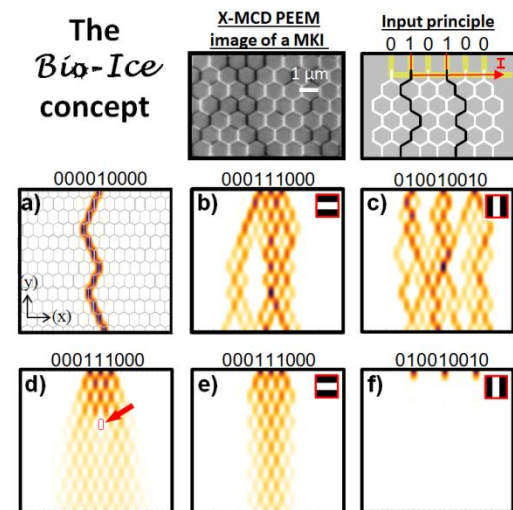 The
Bio-Ice
concept
X-MCD PEEM
image of a MKI
1 µm
Input principle
0 1 0 1 0 0
I
000010000
000111000
010010010
a)
b)
c)
(y)
(x)
000111000
000111000
010010010
d)
e)
f)